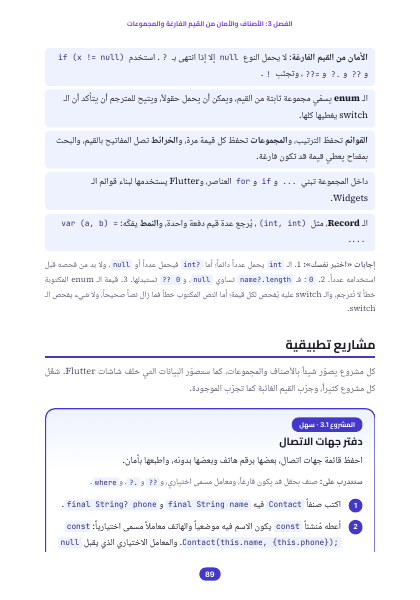 الفصل 3: الأصناف والأمان من القيم الفارغة والمجموعات
الأمان من القيم الفارغة: لا يحمل النوع null إلا إذا انتهى بـ ? . استخدم if (x != null)
و ?? و ?. و ??= ، وتجنّب ! .
الـ enum يسمّي مجموعة ثابتة من القيم، ويمكن أن يحمل حقولاً، ويتيح للمترجم أن يتأكد أن الـ
switch يغطيها كلها.
القوائم تحفظ الترتيب، والمجموعات تحفظ كل قيمة مرة، والخرائط تصل المفاتيح بالقيم، والبحث
بمفتاح يعطي قيمة قد تكون فارغة.
داخل المجموعة تبني ... و if و for العناصر، وFlutter يستخدمها لبناء قوائم الـ
Widgets.
الـ Record، مثل (int, int) ، يُرجع عدة قيم دفعة واحدة، والنمط يفكّه: var (a, b) =
... .
إجابات «اختبر نفسك»: 1. الـ int يحمل عدداً دائماً؛ أما int? فيحمل عدداً أو null ، ولا بد من فحصه قبل
استخدامه عدداً. 2. 0 : فـ name?.length تساوي null ، و ?? 0 تستبدلها. 3. قيمة الـ enum المكتوبة
خطأً لا تُترجم، والـ switch عليه يُفحص لكل قيمة؛ أما النص المكتوب خطأ فما زال نصاً صحيحاً، ولا شيء يفحص الـ
switch.
مشاريع تطبيقية
كل مشروع يصوّر شيئاً بالأصناف والمجموعات، كما ستصوّر البيانات التي خلف شاشات Flutter. شغّل
كل مشروع كثيراً، وجرّب القيم الغائبة كما تجرّب الموجودة.
المشروع 3.1 · سهل
دفتر جهات الاتصال
احفظ قائمة جهات اتصال، بعضها برقم هاتف وبعضها بدونه، واطبعها بأمان.
ستتدرب على: صنف بحقل قد يكون فارغاً، ومعامل مسمى اختياري، و ?? و ?. و where .
1 اكتب صنفاً Contact فيه final String name و final String? phone .
2 أعطه مُنشئاً const يكون الاسم فيه موضعياً والهاتف معاملاً مسمى اختيارياً: const
Contact(this.name, {this.phone}); . والمعامل الاختياري الذي يقبل null
89